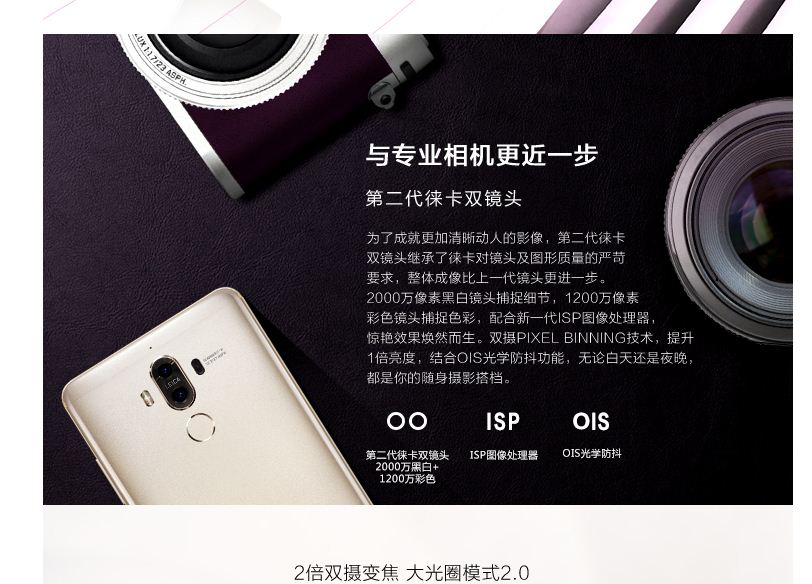 LUX 1:1.7/23 ASPH.
与专业相机更近一步
第二代徕卡双镜头
为了成就更加清晰动人的影像，第二代徕卡
双镜头继承了徕卡对镜头及图形质量的严苛
要求，整体成像比上一代镜头更进一步。
2000万像素黑白镜头捕捉细节，1200万像素
彩色镜头捕捉色彩，配合新一代ISP图像处理器，
惊艳效果焕然而生。双摄PIXEL BINNING技术，提升
1倍亮度，结合OIS光学防抖功能，无论白天还是夜晚，
都是你的随身摄影搭档。
LEICA
ISP
OIS
第二代徕卡双镜头
2000万黑白+
1200万彩色
ISP图像处理器
OIS光学防抖
2倍双摄变焦 大光圈模式2.0